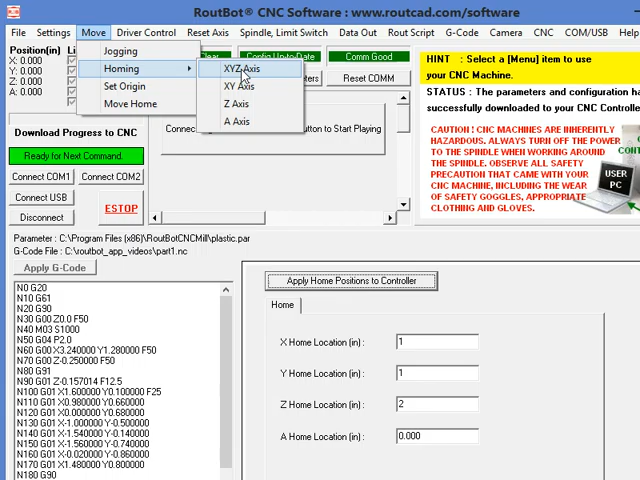 RoutBot® CNC Software : www.routcad.com/software
File Settings Move Motor Driver Control Reset Axis Spindle, Limit Switch Data Out Rout Script G-Code Camera CNC COM/USB Help
Position(in)
X: 0.000
Y: 0.000
Z: 0.000
A: 0.000
Jogging
Homing
Set Origin
Move Home
XYZ Axis
XY Axis
Z Axis
A Axis
Clear
Config Up-to-Date
Comm Good
Reset COMM
HINT : Select a [Menu] item to use
your CNC Machine.
STATUS : The parameters and configuration ha
successfully downloaded to your CNC Controller
Download Progress to CNC
Ready for Next Command.
Connect COM1
Connect COM2
Connect USB
Disconnect
ESTOP
button to Start Playing
CAUTION ! CNC MACHINES ARE INHERENTLY
HAZARDOUS. ALWAYS TURN OFF THE POWER
TO THE SPINDLE WHEN WORKING AROUND
THE SPINDLE. OBSERVE ALL SAFETY
PRECAUTION THAT CAME WITH YOUR
CNC MACHINE, INCLUDING THE WEAR
OF SAFETY GOGGLES, APPROPRIATE
CLOTHING AND GLOVES.
USER
PC
Parameter : C:\Program Files (x86)\RoutBotCNCMill\plastic.par
G-Code File : C:\routbot_app_videos\part1.nc
Apply G-Code
N0 G20
N10 G61
N20 G90
N30 G00 Z0.0 F50
N40 M03 S1000
N50 G04 P2.0
N60 G00 X3.240000 Y1.280000 F50
N70 G00 Z-0.250000 F50
N80 G91
N90 G01 Z-0.157014 F12.5
N100 G01 X1.600000 Y0.100000 F25
N110 G01 X0.980000 Y0.660000
N120 G01 X0.000000 Y0.680000
N130 G01 X-1.000000 Y-0.500000
N140 G01 X-1.540000 Y-0.140000
N150 G01 X-1.560000 Y-0.740000
N160 G01 X-0.020000 Y-0.860000
N170 G01 X1.480000 Y0.800000
N180 G90
Apply Home Positions to Controller
Home
X Home Location (in) : 1
Y Home Location (in) : 1
Z Home Location (in) : 2
A Home Location (in) : 0.000